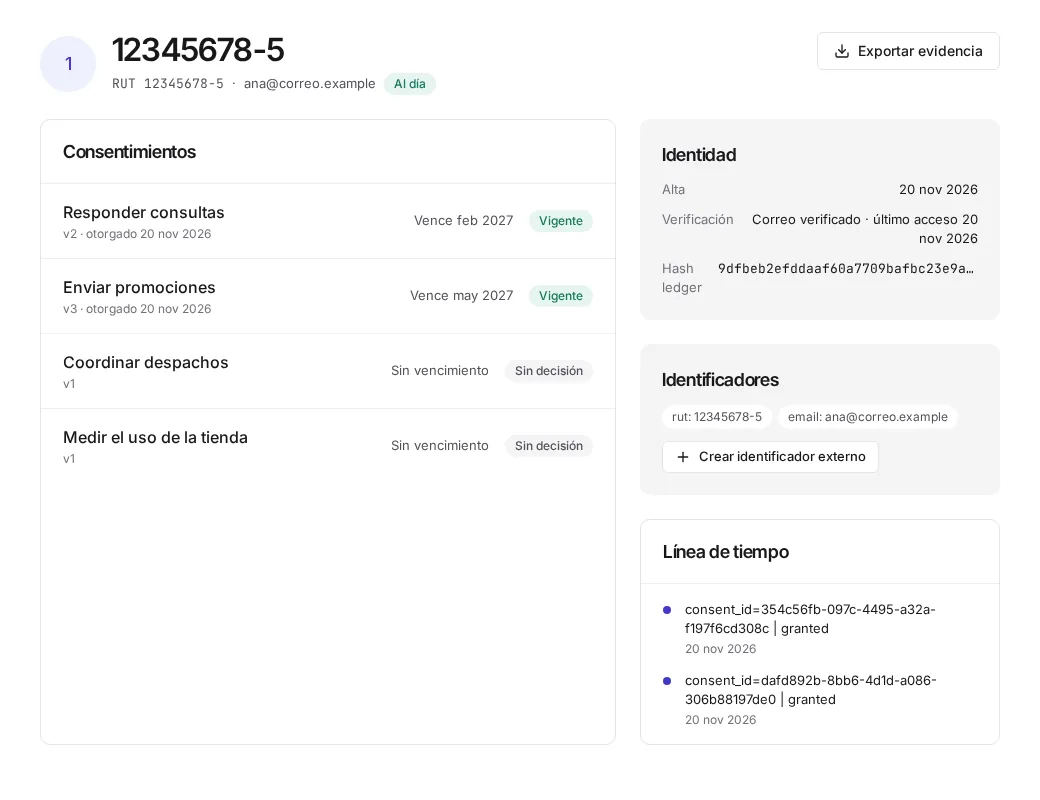 1
12345678-5
RUT 12345678-5 · ana@correo.example Al día
Exportar evidencia
Consentimientos
Responder consultas
v2 · otorgado 20 nov 2026
Vence feb 2027 Vigente
Enviar promociones
v3 · otorgado 20 nov 2026
Vence may 2027 Vigente
Coordinar despachos
v1
Sin vencimiento Sin decisión
Medir el uso de la tienda
v1
Sin vencimiento Sin decisión
Identidad
Alta 20 nov 2026
Verificación Correo verificado · último acceso 20
nov 2026
Hash 9dfbeb2efddaaf60a7709bafbc23e9a…
ledger
Identificadores
rut: 12345678-5 email: ana@correo.example
Crear identificador externo
Línea de tiempo
consent_id=354c56fb-097c-4495-a32a-
f197f6cd308c | granted
20 nov 2026
consent_id=dafd892b-8bb6-4d1d-a086-
306b88197de0 | granted
20 nov 2026